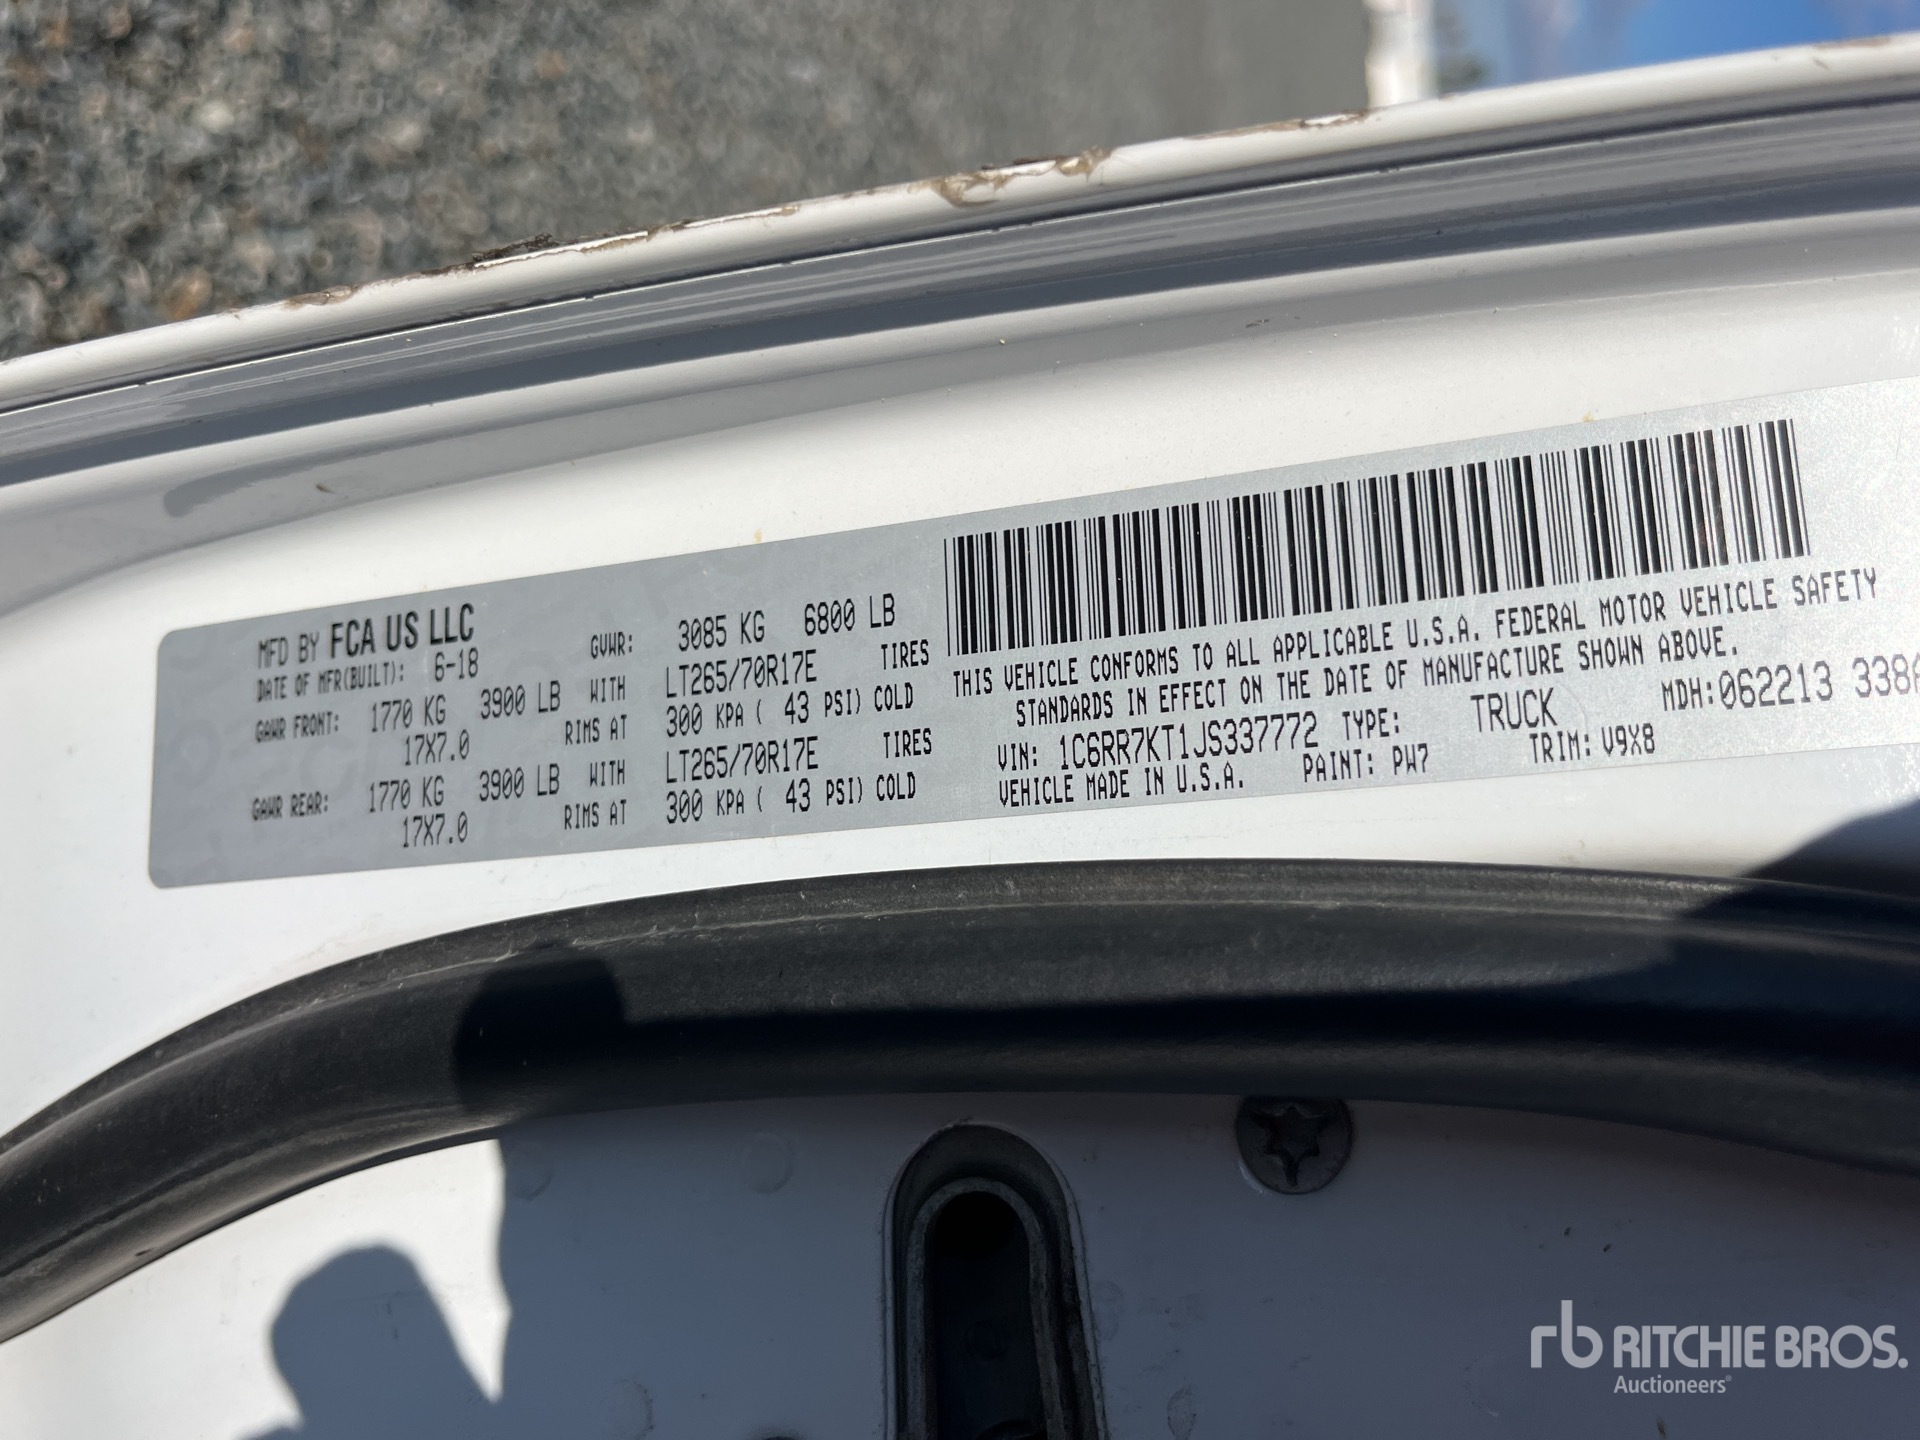 MFD BY FCA US LLC
DATE OF MFR(BUILT): 6-18
GVWR: 3085 KG 6800 LB
GAWR FRONT: 1770 KG 3900 LB WITH LT265/70R17E TIRES
17X7.0 RIMS AT 300 KPA ( 43 PSI) COLD
GAWR REAR: 1770 KG 3900 LB WITH LT265/70R17E TIRES
17X7.0 RIMS AT 300 KPA ( 43 PSI) COLD
THIS VEHICLE CONFORMS TO ALL APPLICABLE U.S.A. FEDERAL MOTOR VEHICLE SAFETY
STANDARDS IN EFFECT ON THE DATE OF MANUFACTURE SHOWN ABOVE.
VIN: 1C6RR7KT1JS337772 TYPE: TRUCK MDH:062213
VEHICLE MADE IN U.S.A. PAINT: PW7 TRIM: V9X8
rb RITCHIE BROS.
Auctioneers